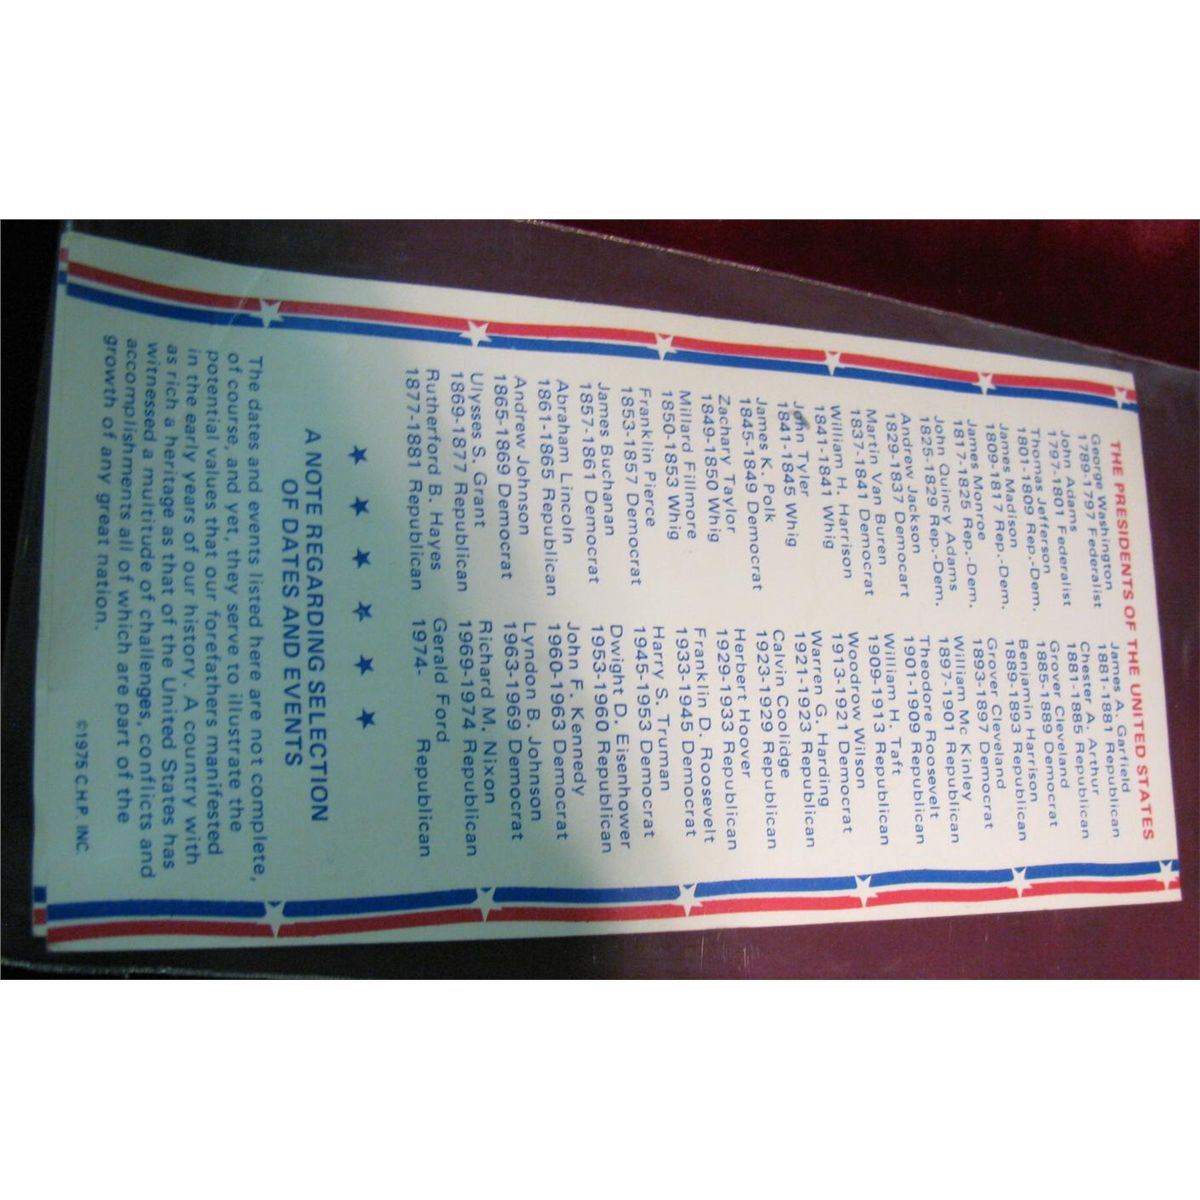 THE PRESIDENTS OF THE UNITED STATES
George Washington
1789-1797 Federalist
John Adams
1797-1801 Federalist
Thomas Jefferson
1801-1809 Rep.-Dem.
James Madison
1809-1817 Rep.-Dem.
James Monroe
1817-1825 Rep.-Dem.
John Quincy Adams
1825-1829 Rep.-Dem.
Andrew Jackson
1829-1837 Democart
Martin Van Buren
1837-1841 Democrat
William H. Harrison
1841-1841 Whig
John Tyler
1841-1845 Whig
James K. Polk
1845-1849 Democrat
Zachary Taylor
1849-1850 Whig
Millard Fillmore
1850-1853 Whig
Franklin Pierce
1853-1857 Democrat
James Buchanan
1857-1861 Democrat
Abraham Lincoln
1861-1865 Republican
Andrew Johnson
1865-1869 Democrat
Ulysses S. Grant
1869-1877 Republican
Rutherford B. Hayes
1877-1881 Republican
James A. Garfield
1881-1881 Republican
Chester A. Arthur
1881-1885 Republican
Grover Cleveland
1885-1889 Democrat
Benjamin Harrison
1889-1893 Republican
Grover Cleveland
1893-1897 Democrat
William Mc Kinley
1897-1901 Republican
Theodore Roosevelt
1901-1909 Republican
William H. Taft
1909-1913 Republican
Woodrow Wilson
1913-1921 Democrat
Warren G. Harding
1921-1923 Republican
Calvin Coolidge
1923-1929 Republican
Herbert Hoover
1929-1933 Republican
Franklin D. Roosevelt
1933-1945 Democrat
Harry S. Truman
1945-1953 Democrat
Dwight D. Eisenhower
1953-1960 Republican
John F. Kennedy
1960-1963 Democrat
Lyndon B. Johnson
1963-1969 Democrat
Richard M. Nixon
1969-1974 Republican
Gerald Ford
1974- Republican
A NOTE REGARDING SELECTION
OF DATES AND EVENTS
The dates and events listed here are not complete,
of course, and yet, they serve to illustrate the
potential values that our forefathers manifested
in the early years of our history. A country with
as rich a heritage as that of the United States has
witnessed a multitude of challenges, conflicts and
accomplishments all of which are part of the
growth of any great nation.
©1975 C.H.P. INC.